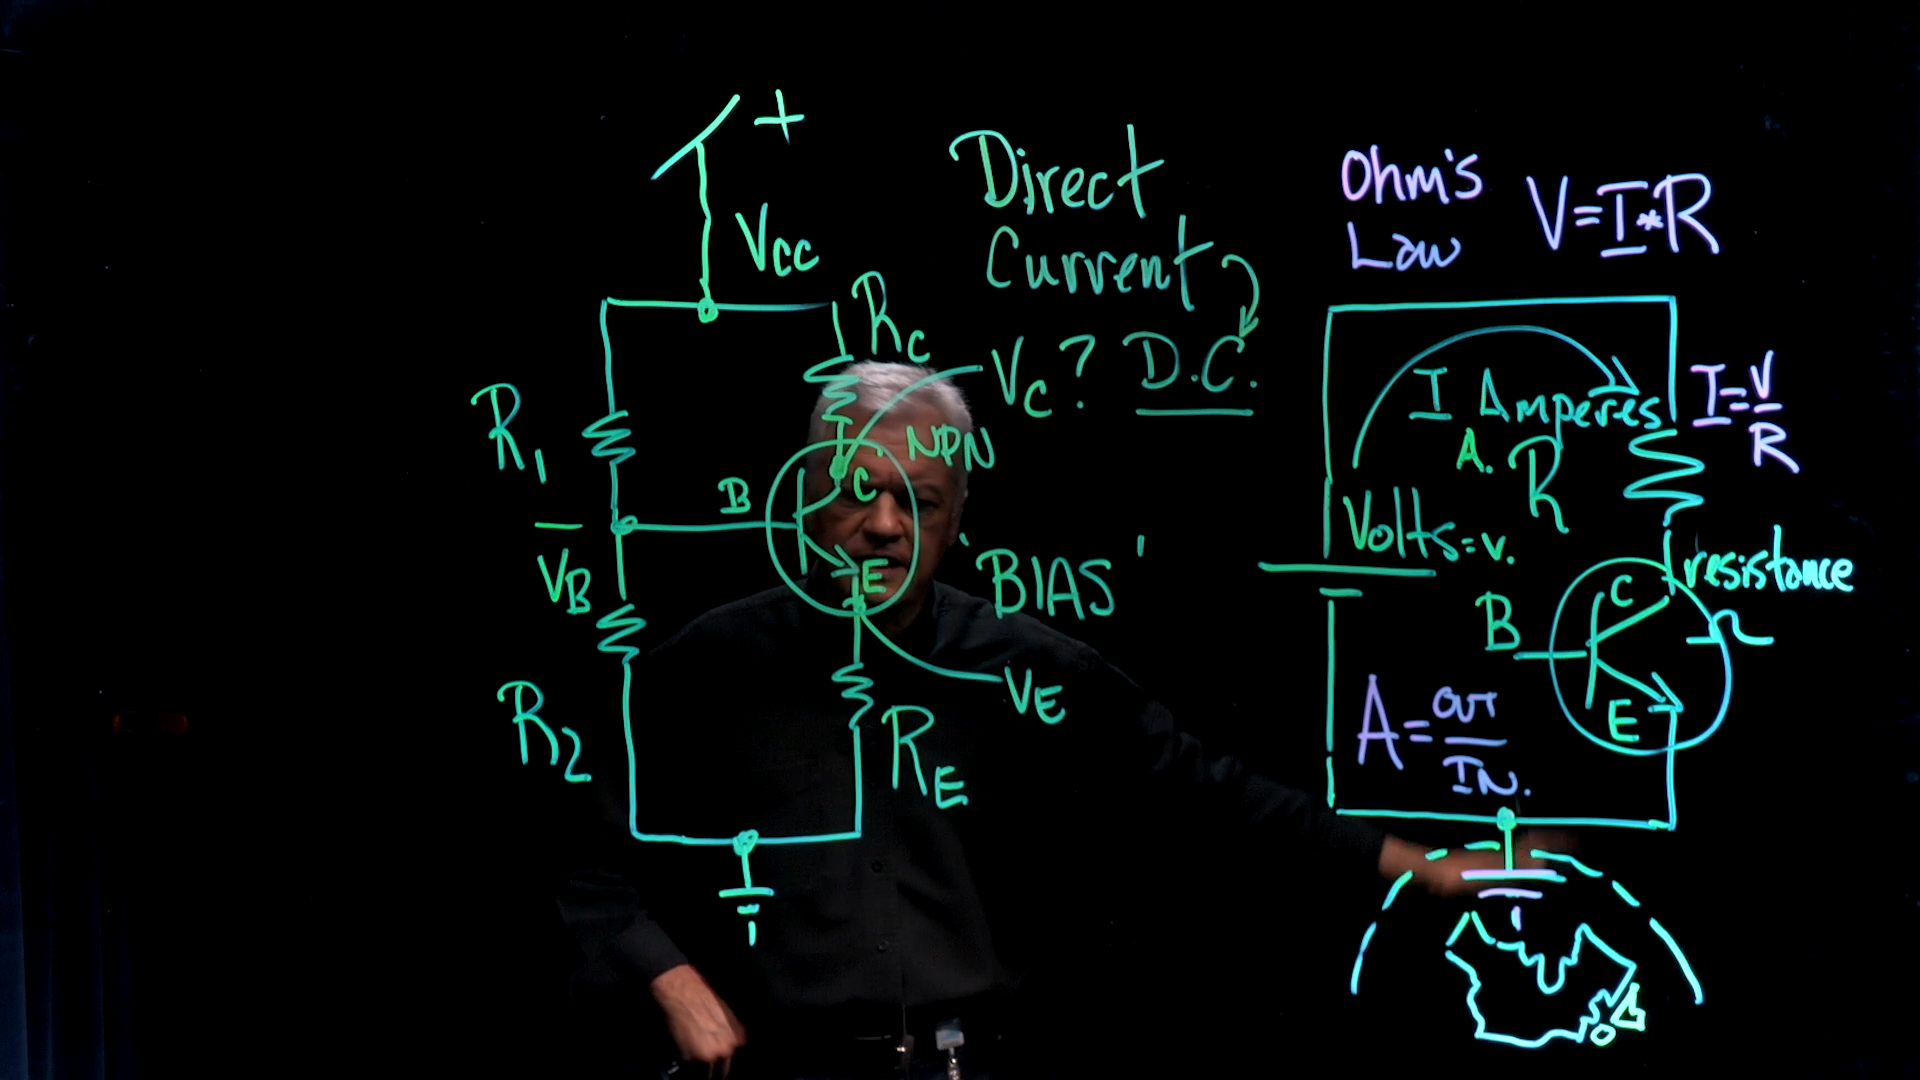 +
Vcc
R1
VB
R2
RC
NPN
B
C
E
VC?
Direct
Current
D.C.
'BIAS'
VE
RE
Ohm's
Law
V=I*R
I Amperes
A.
I=V/R
R
Volts=v.
resistance
Ω
B
C
E
A=OUT/IN.